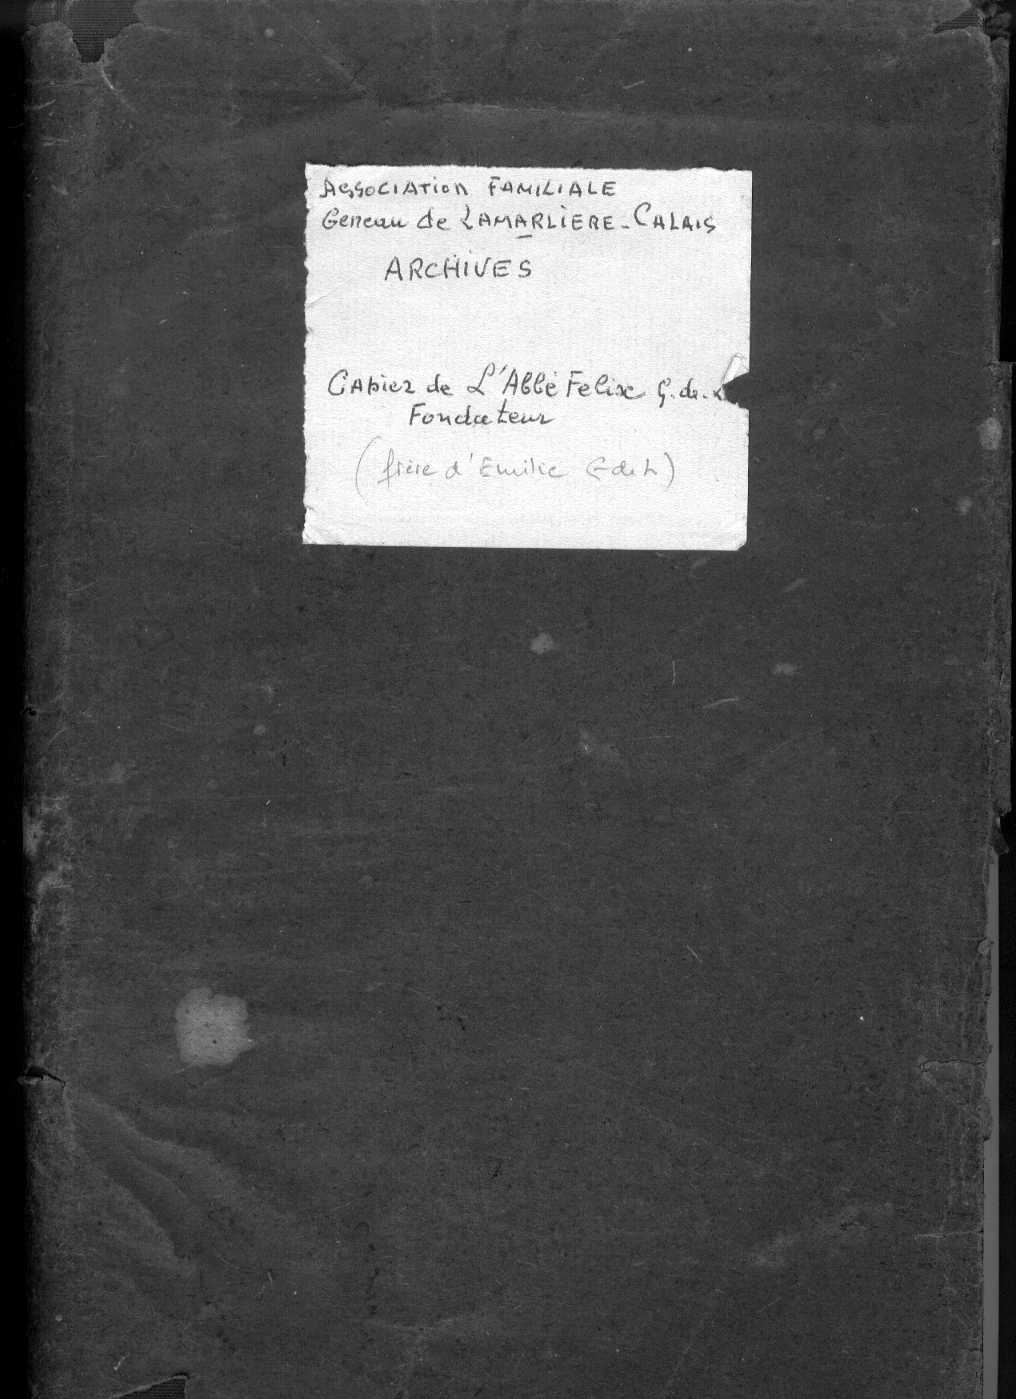 ASSOCIATION FAMILIALE
Geneau de LAMARLIERE - CALAIS
ARCHIVES
CAhier de L'Abbé Felix G. de. L
Fondateur
(frère d'Emilie G de L)